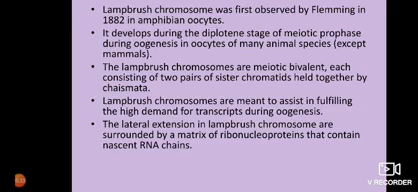 • Lampbrush chromosome was first observed by Flemming in
1882 in amphibian oocytes.
• It develops during the diplotene stage of meiotic prophase
during oogenesis in oocytes of many animal species (except
mammals).
• The lampbrush chromosomes are meiotic bivalent, each
consisting of two pairs of sister chromatids held together by
chaismata.
• Lampbrush chromosomes are meant to assist in fulfilling
the high demand for transcripts during oogenesis.
• The lateral extension in lampbrush chromosome are
surrounded by a matrix of ribonucleoproteins that contain
nascent RNA chains.
V RECORDER